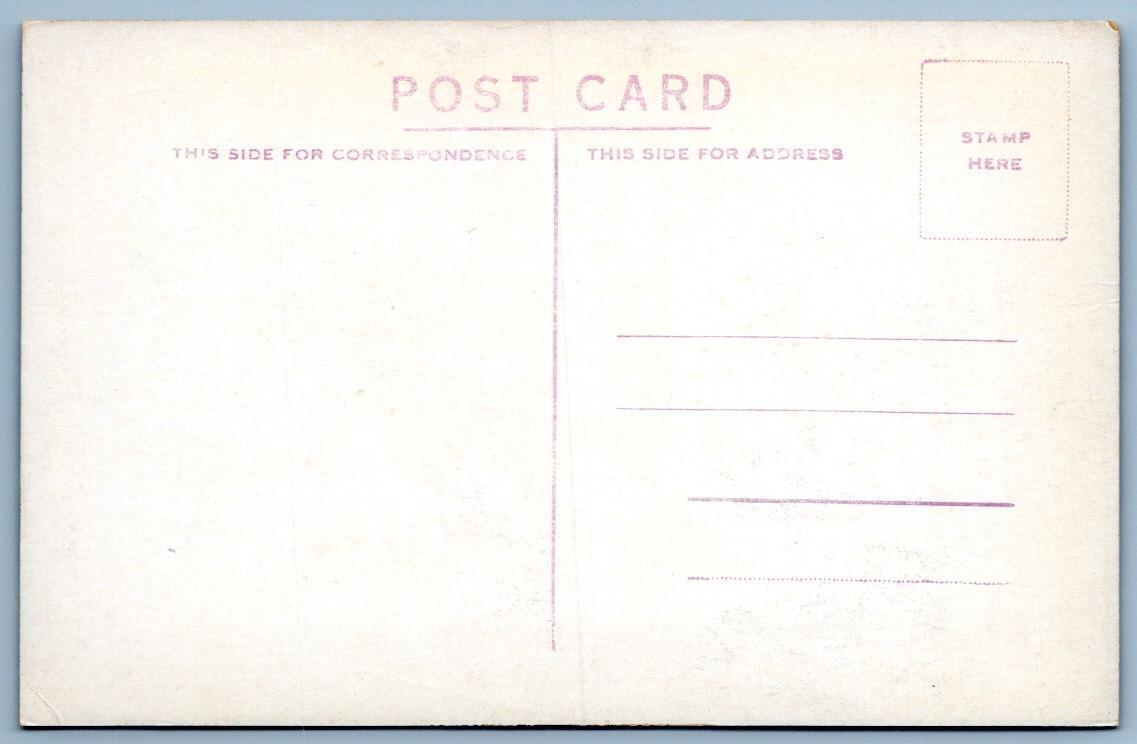 POST CARD
THIS SIDE FOR CORRESPONDENCE
THIS SIDE FOR ADDRESS
STAMP
HERE